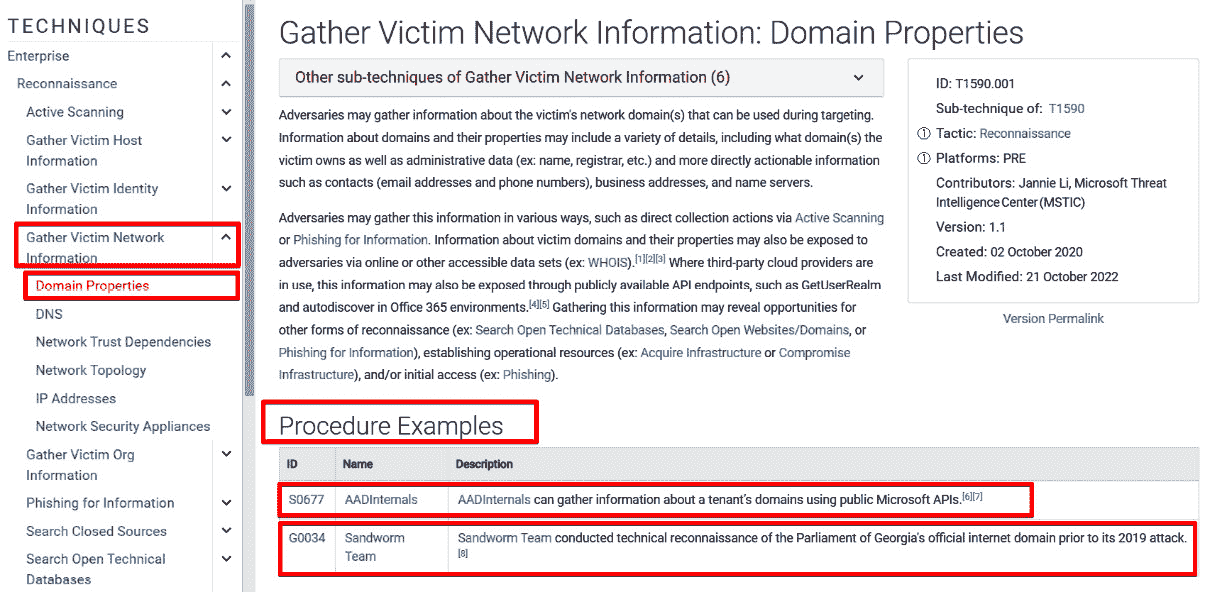 TECHNIQUES
Enterprise
Reconnaissance
Active Scanning
Gather Victim Host
Information
Gather Victim Identity
Information
Gather Victim Network
Information
Domain Properties
DNS
Network Trust Dependencies
Network Topology
IP Addresses
Network Security Appliances
Gather Victim Org
Information
Phishing for Information
Search Closed Sources
Search Open Technical
Databases
Gather Victim Network Information: Domain Properties
Other sub-techniques of Gather Victim Network Information (6)
Adversaries may gather information about the victim's network domain(s) that can be used during targeting.
Information about domains and their properties may include a variety of details, including what domain(s) the
victim owns as well as administrative data (ex: name, registrar, etc.) and more directly actionable information
such as contacts (email addresses and phone numbers), business addresses, and name servers.
Adversaries may gather this information in various ways, such as direct collection actions via Active Scanning
or Phishing for Information. Information about victim domains and their properties may also be exposed to
adversaries via online or other accessible data sets (ex: WHOIS).[1][2][3] Where third-party cloud providers are
in use, this information may also be exposed through publicly available API endpoints, such as GetUserRealm
and autodiscover in Office 365 environments.[4][5] Gathering this information may reveal opportunities for
other forms of reconnaissance (ex: Search Open Technical Databases, Search Open Websites/Domains, or
Phishing for Information), establishing operational resources (ex: Acquire Infrastructure or Compromise
Infrastructure), and/or initial access (ex: Phishing).
ID: T1590.001
Sub-technique of: T1590
① Tactic: Reconnaissance
① Platforms: PRE
Contributors: Jannie Li, Microsoft Threat
Intelligence Center (MSTIC)
Version: 1.1
Created: 02 October 2020
Last Modified: 21 October 2022
Version Permalink
Procedure Examples
ID Name Description
S0677 AADInternals AADInternals can gather information about a tenant's domains using public Microsoft APIs.[6][7]
G0034 Sandworm Team Sandworm Team conducted technical reconnaissance of the Parliament of Georgia's official internet domain prior to its 2019 attack.
[8]